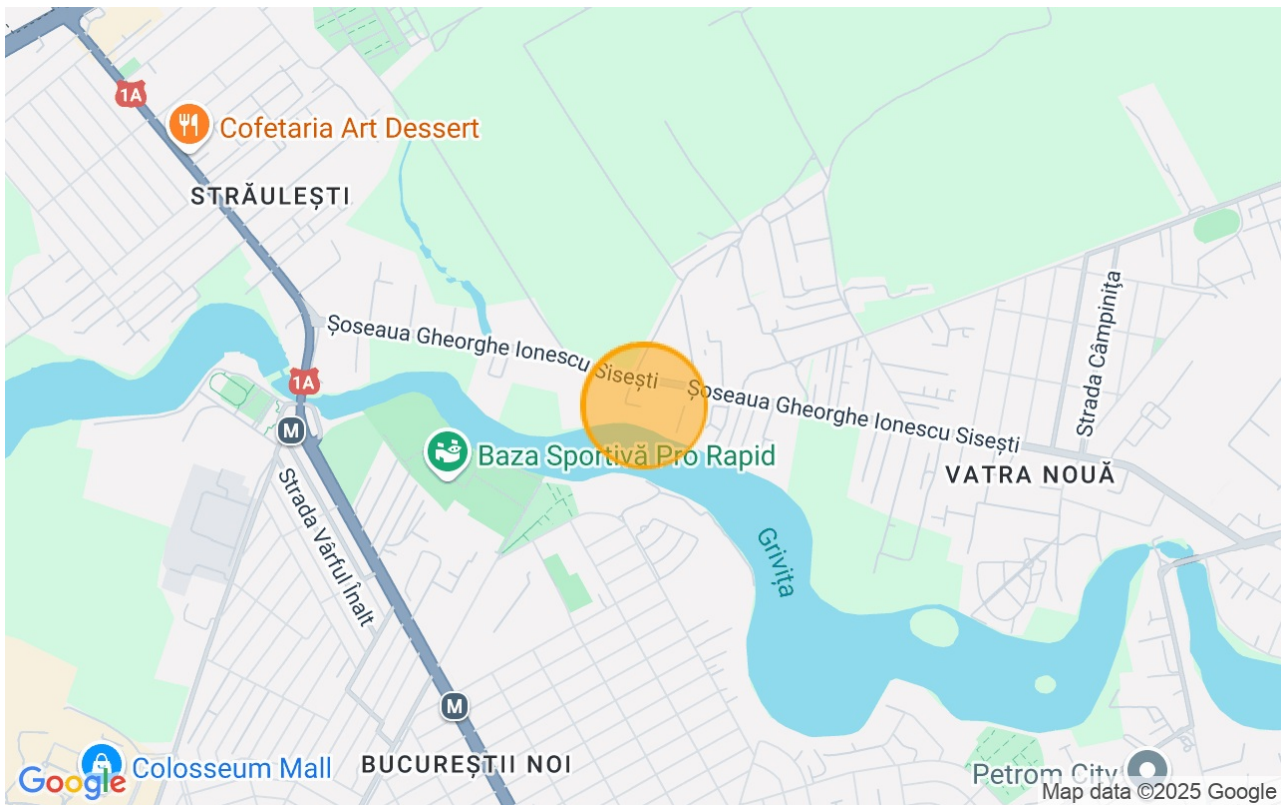 1A
Cofetaria Art Dessert
STRĂULEȘTI
Șoseaua Gheorghe Ionescu Sisești
Strada Câmpinița
1A
Șoseaua Gheorghe Ionescu Sisești
M
Baza Sportivă Pro Rapid
VATRA NOUĂ
Strada Vârful Înalt
Grivița
M
Colosseum Mall
BUCUREȘTII NOI
Petrom City
Google
Map data ©2025 Google